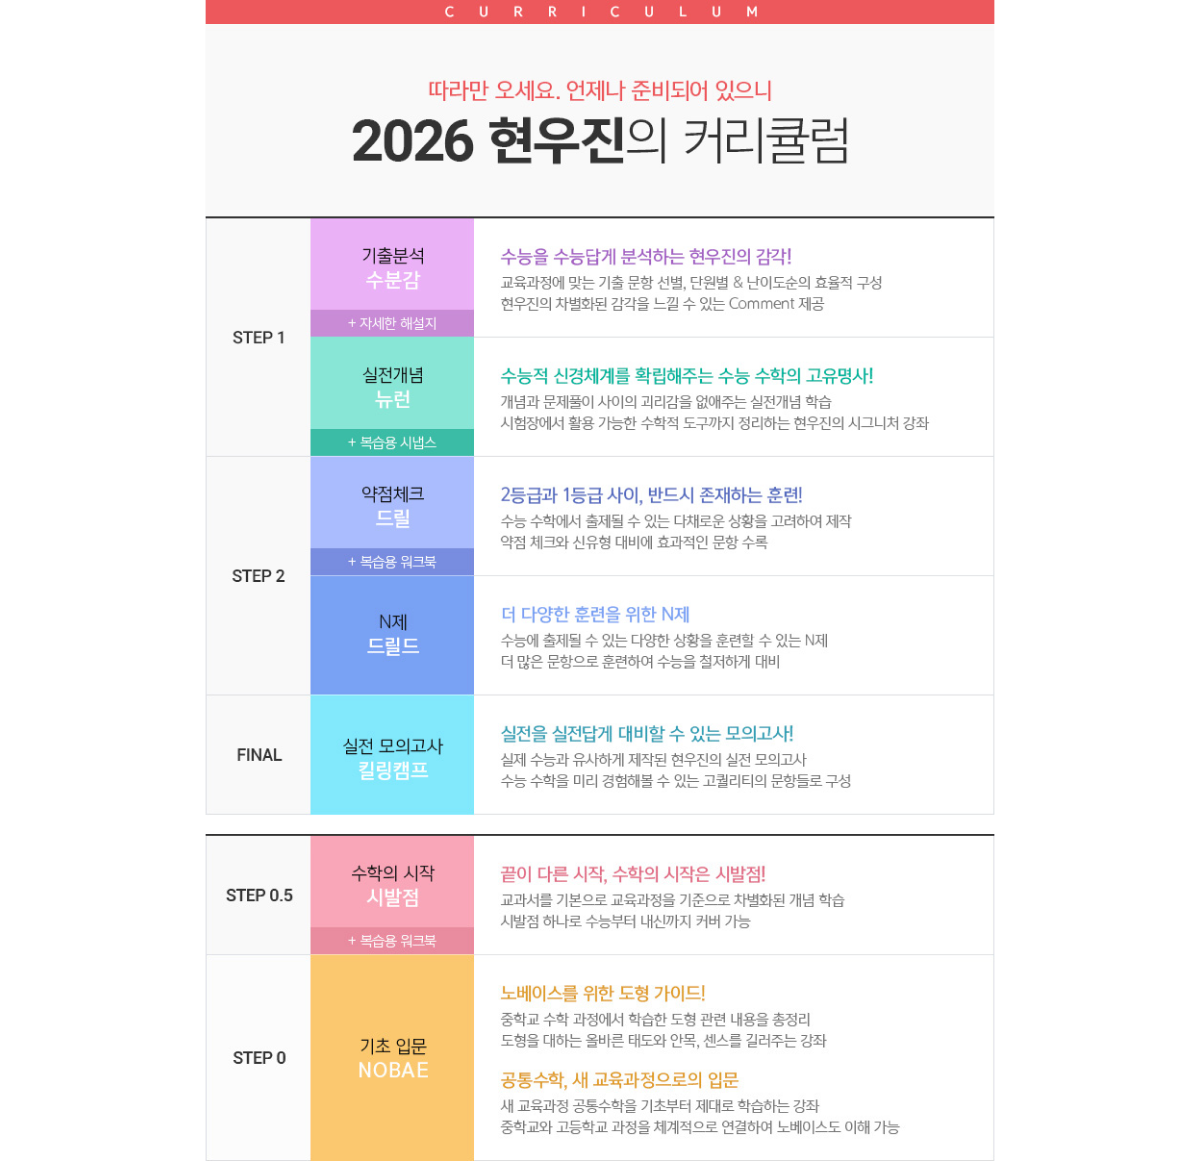 CURRICULUM
따라만 오세요. 언제나 준비되어 있으니
2026 현우진의 커리큘럼
STEP 1
기출분석
수분감
+ 자세한 해설지
수능을 수능답게 분석하는 현우진의 감각!
교육과정에 맞는 기출 문항 선별, 단원별 & 난이도순의 효율적 구성
현우진의 차별화된 감각을 느낄 수 있는 Comment 제공
실전개념
뉴런
+ 복습용 시냅스
수능적 신경체계를 확립해주는 수능 수학의 고유명사!
개념과 문제풀이 사이의 괴리감을 없애주는 실전개념 학습
시험장에서 활용 가능한 수학적 도구까지 정리하는 현우진의 시그니처 강좌
STEP 2
약점체크
드릴
+ 복습용 워크북
2등급과 1등급 사이, 반드시 존재하는 훈련!
수능 수학에서 출제될 수 있는 다채로운 상황을 고려하여 제작
약점 체크와 신유형 대비에 효과적인 문항 수록
N제
드릴드
더 다양한 훈련을 위한 N제
수능에 출제될 수 있는 다양한 상황을 훈련할 수 있는 N제
더 많은 문항으로 훈련하여 수능을 철저하게 대비
FINAL
실전 모의고사
킬링캠프
실전을 실전답게 대비할 수 있는 모의고사!
실제 수능과 유사하게 제작된 현우진의 실전 모의고사
수능 수학을 미리 경험해볼 수 있는 고퀄리티의 문항들로 구성
STEP 0.5
수학의 시작
시발점
+ 복습용 워크북
끝이 다른 시작, 수학의 시작은 시발점!
교과서를 기본으로 교육과정을 기준으로 차별화된 개념 학습
시발점 하나로 수능부터 내신까지 커버 가능
STEP 0
기초 입문
NOBAE
노베이스를 위한 도형 가이드!
중학교 수학 과정에서 학습한 도형 관련 내용을 총정리
도형을 대하는 올바른 태도와 안목, 센스를 길러주는 강좌
공통수학, 새 교육과정으로의 입문
새 교육과정 공통수학을 기초부터 제대로 학습하는 강좌
중학교와 고등학교 과정을 체계적으로 연결하여 노베이스도 이해 가능